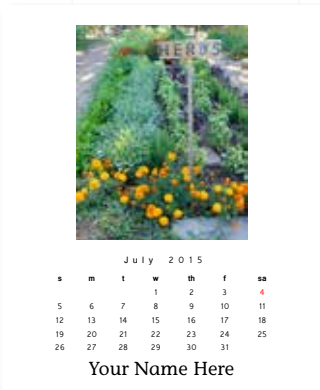 HERBS
July 2015
s m t w th f sa
1 2 3 4
5 6 7 8 9 10 11
12 13 14 15 16 17 18
19 20 21 22 23 24 25
26 27 28 29 30 31
Your Name Here